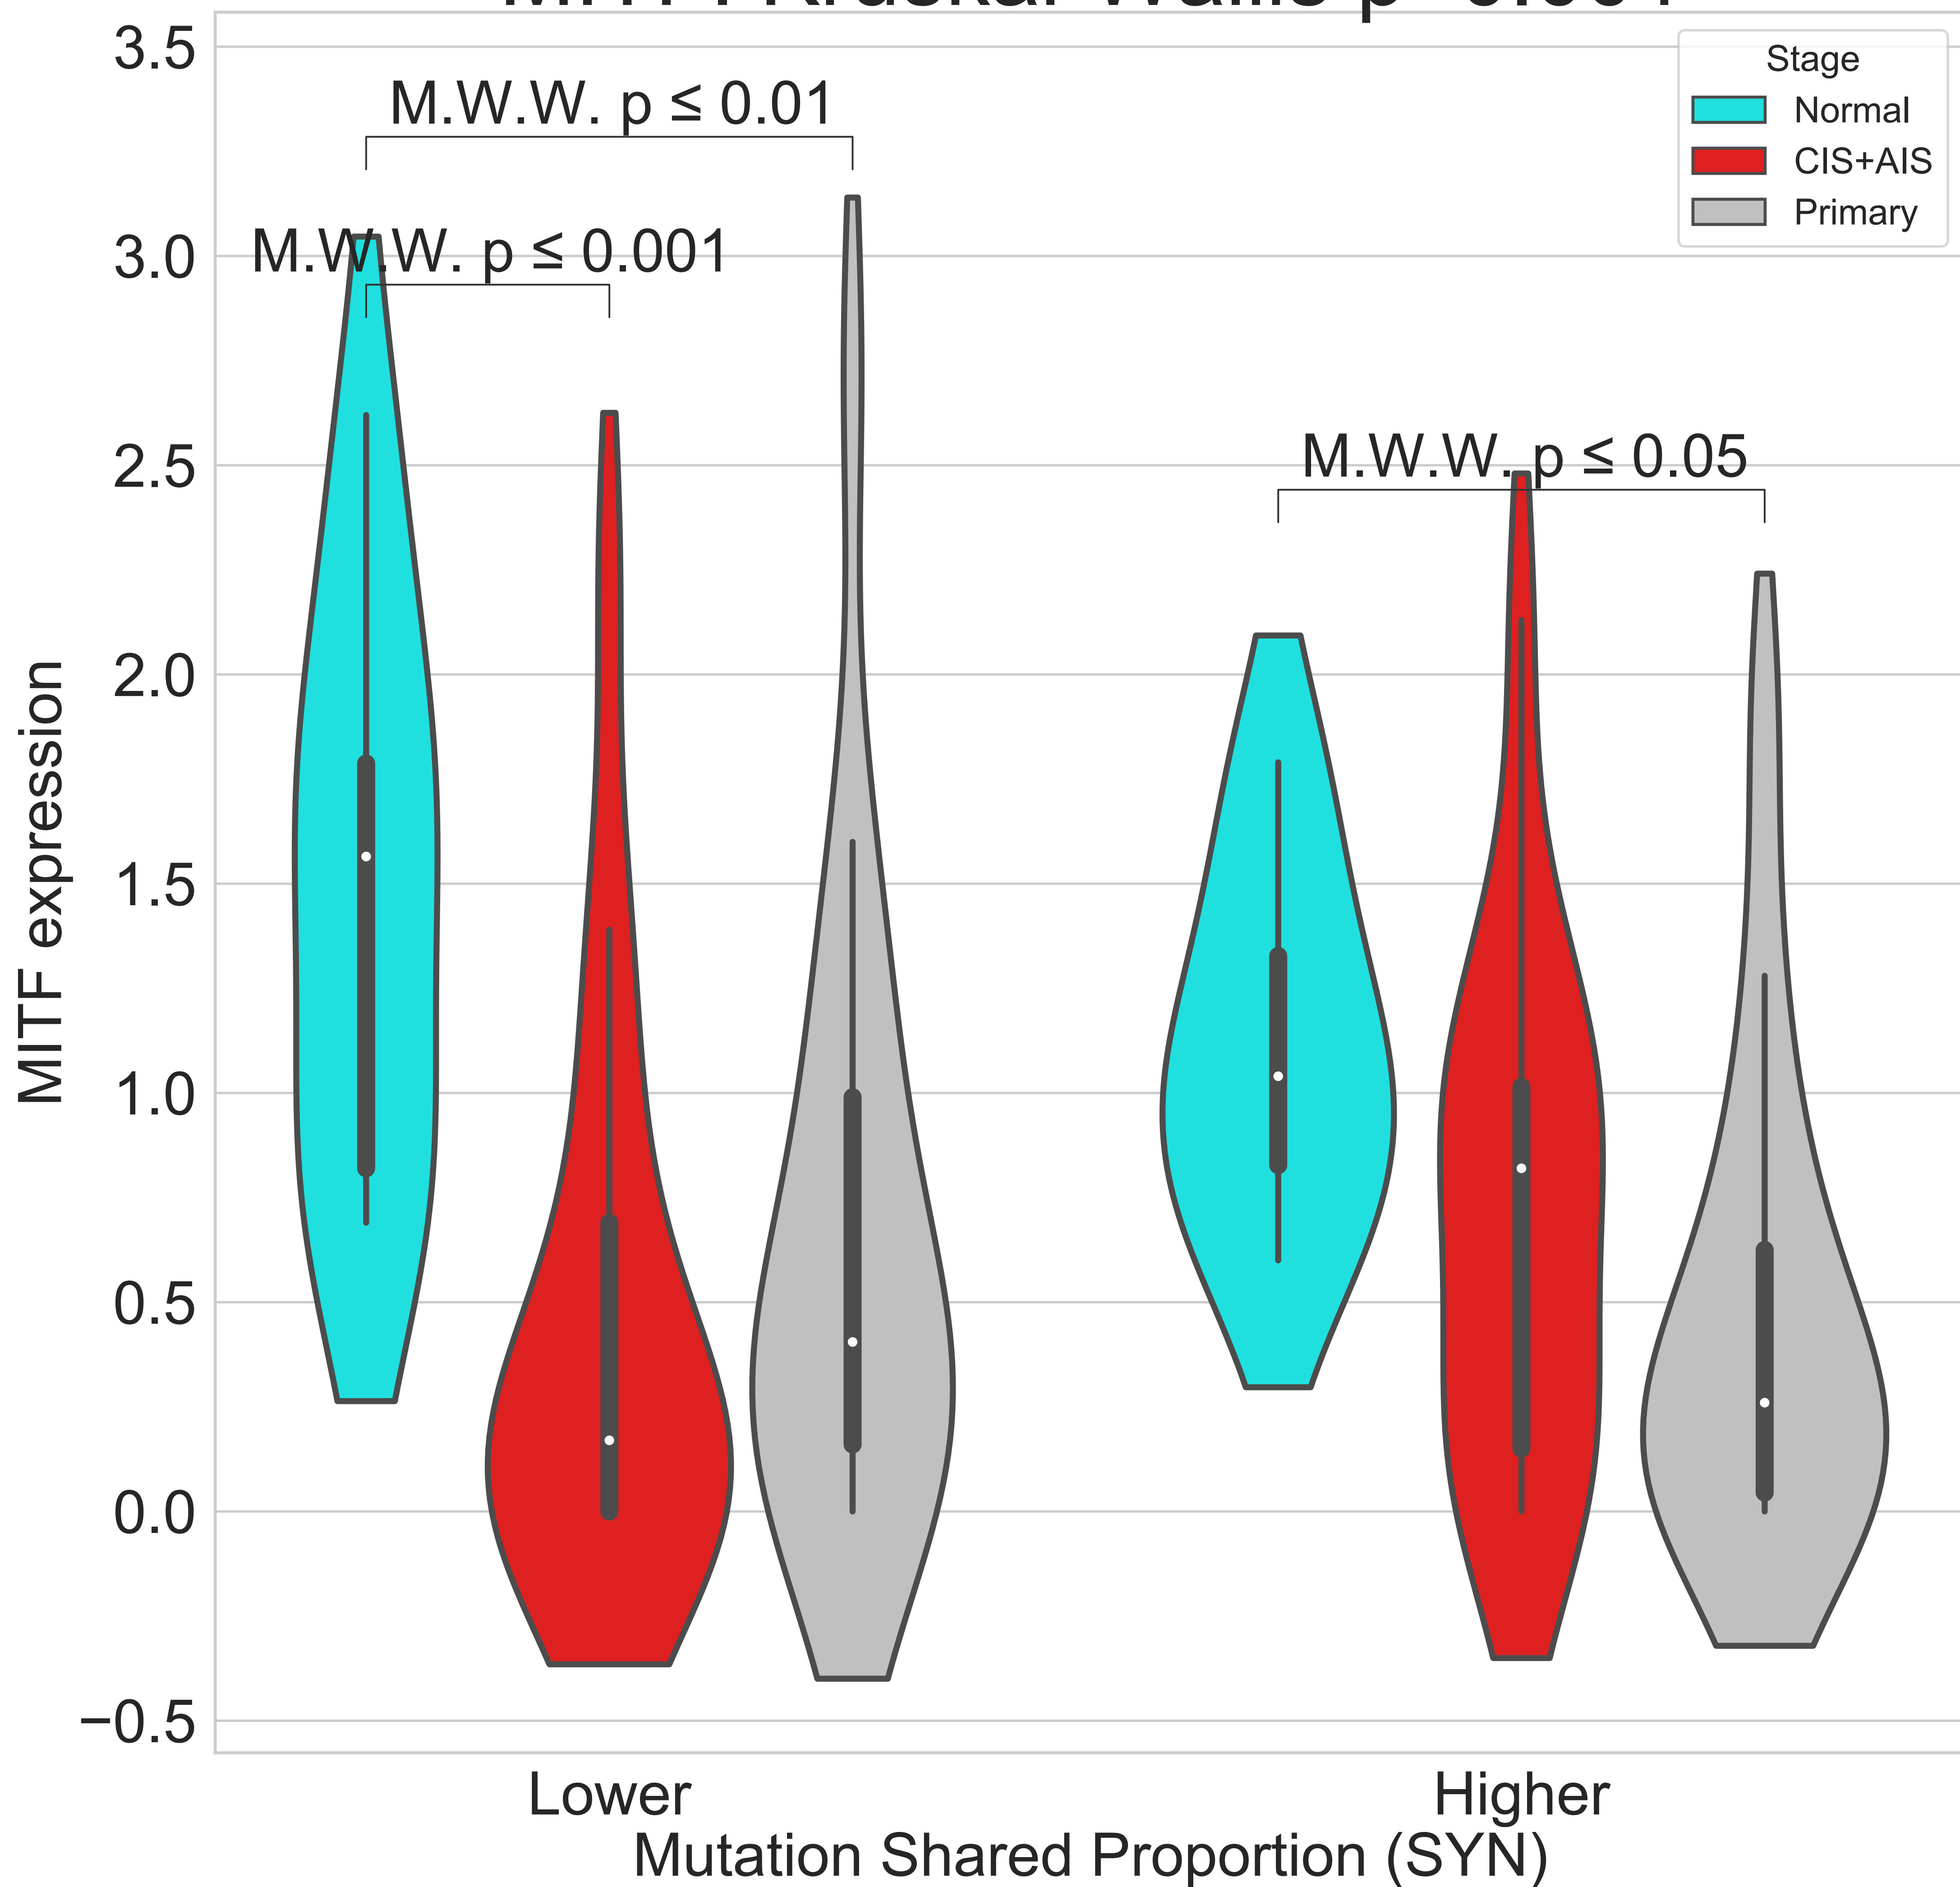 3.5
3.0
2.5
2.0
1.5
1.0
0.5
0.0
−0.5
MITF expression
M.W.W. p ≤ 0.01
M.W.W. p ≤ 0.001
M.W.W. p ≤ 0.05
Stage
Normal
CIS+AIS
Primary
Lower
Higher
Mutation Shared Proportion (SYN)